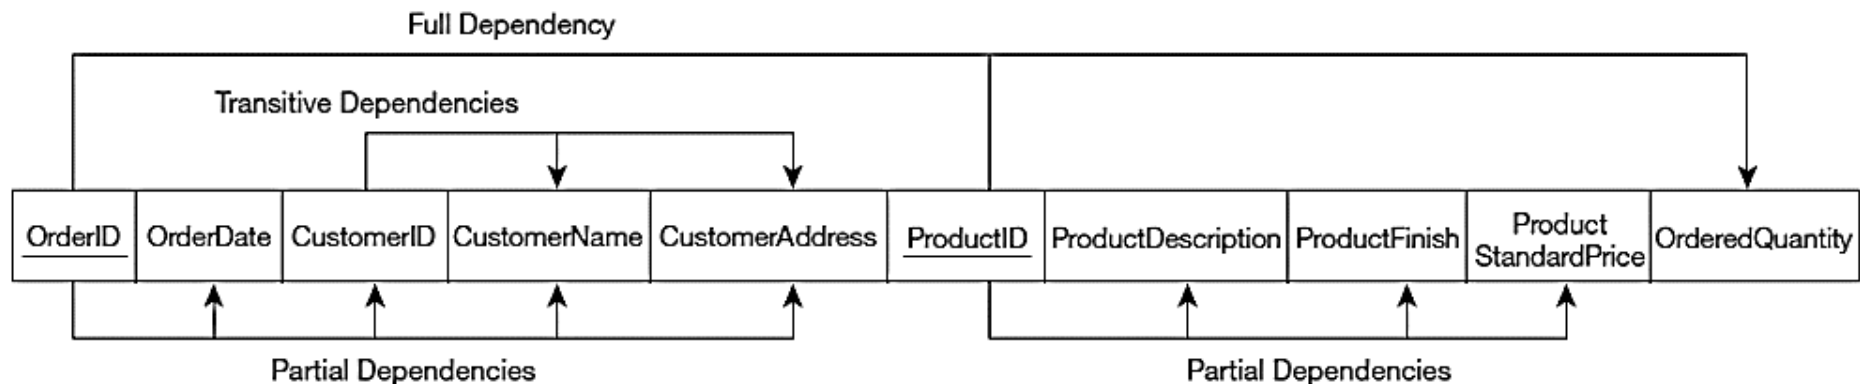 Full Dependency
Transitive Dependencies
OrderID OrderDate CustomerID CustomerName CustomerAddress ProductID ProductDescription ProductFinish Product StandardPrice OrderedQuantity
Partial Dependencies Partial Dependencies